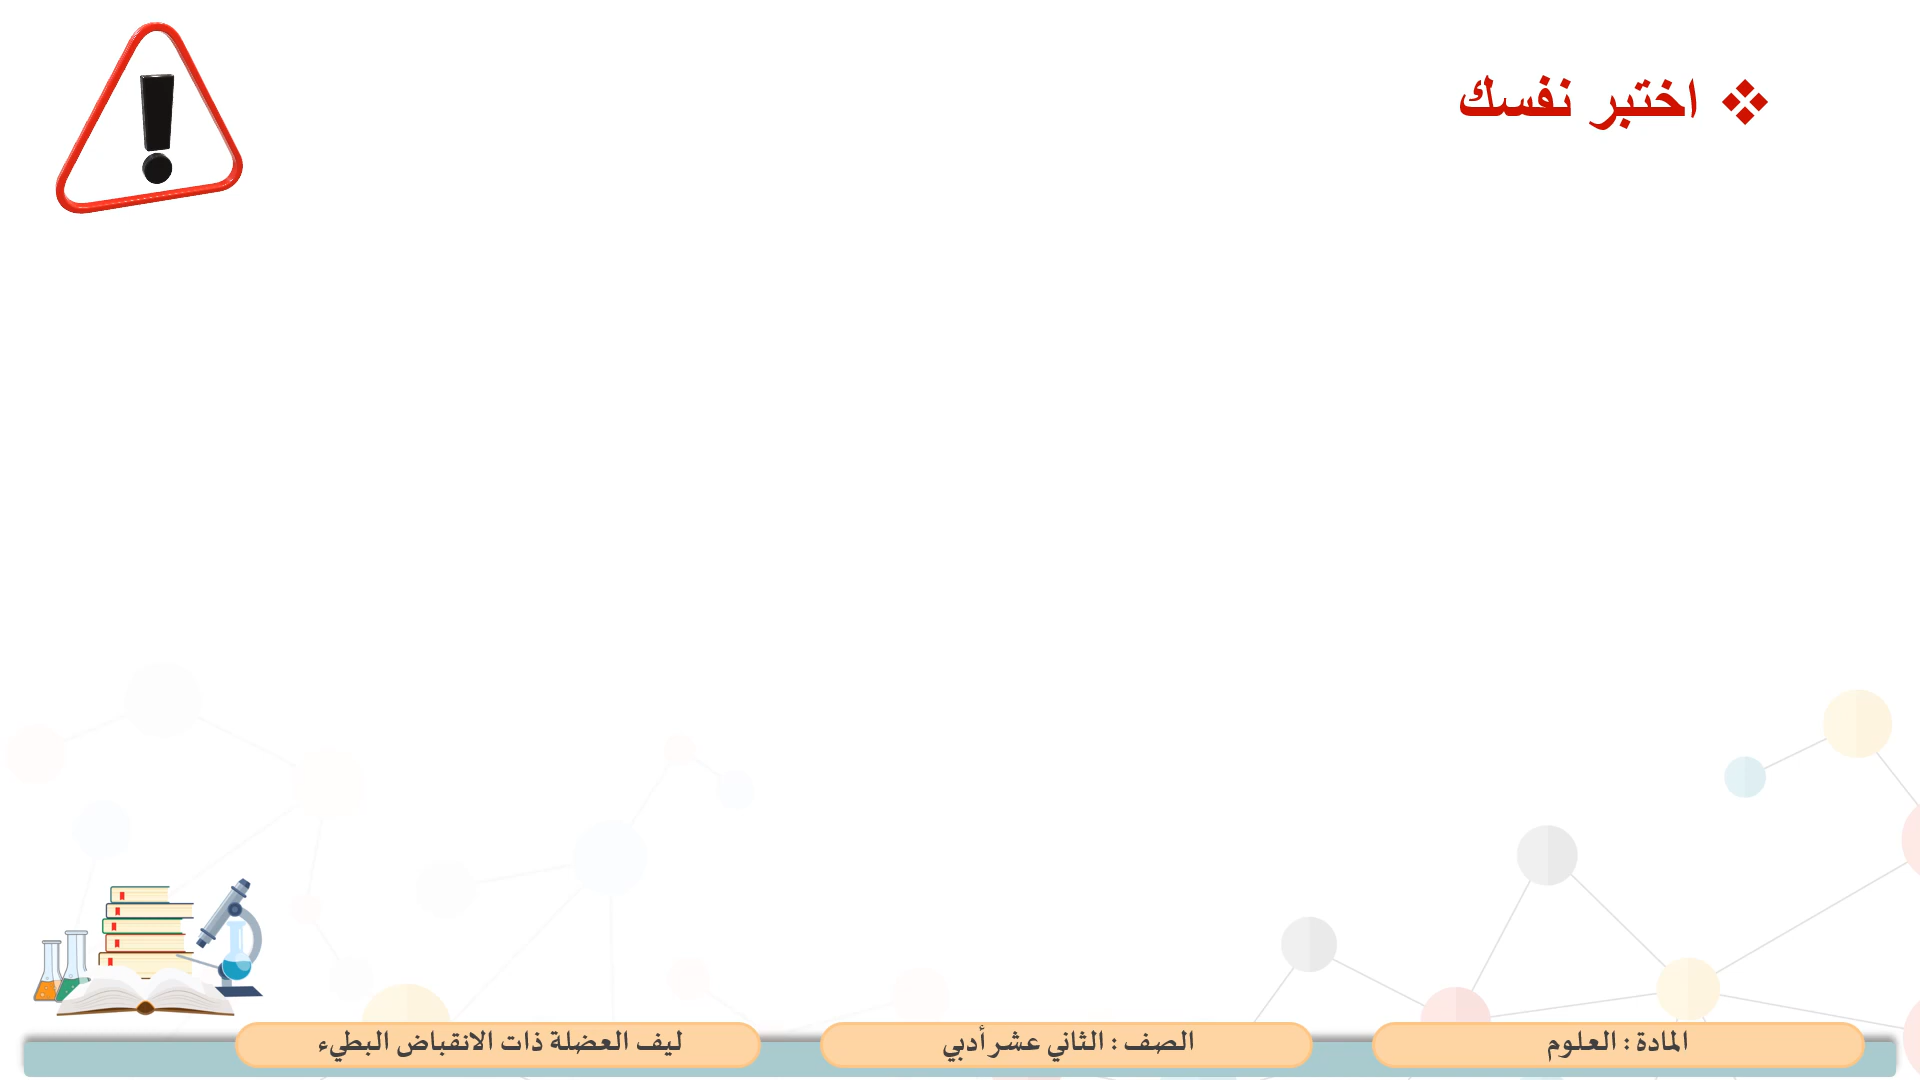 ❖ اختبر نفسك
المادة : العلوم
الصف : الثاني عشر أدبي
ليف العضلة ذات الانقباض البطيء